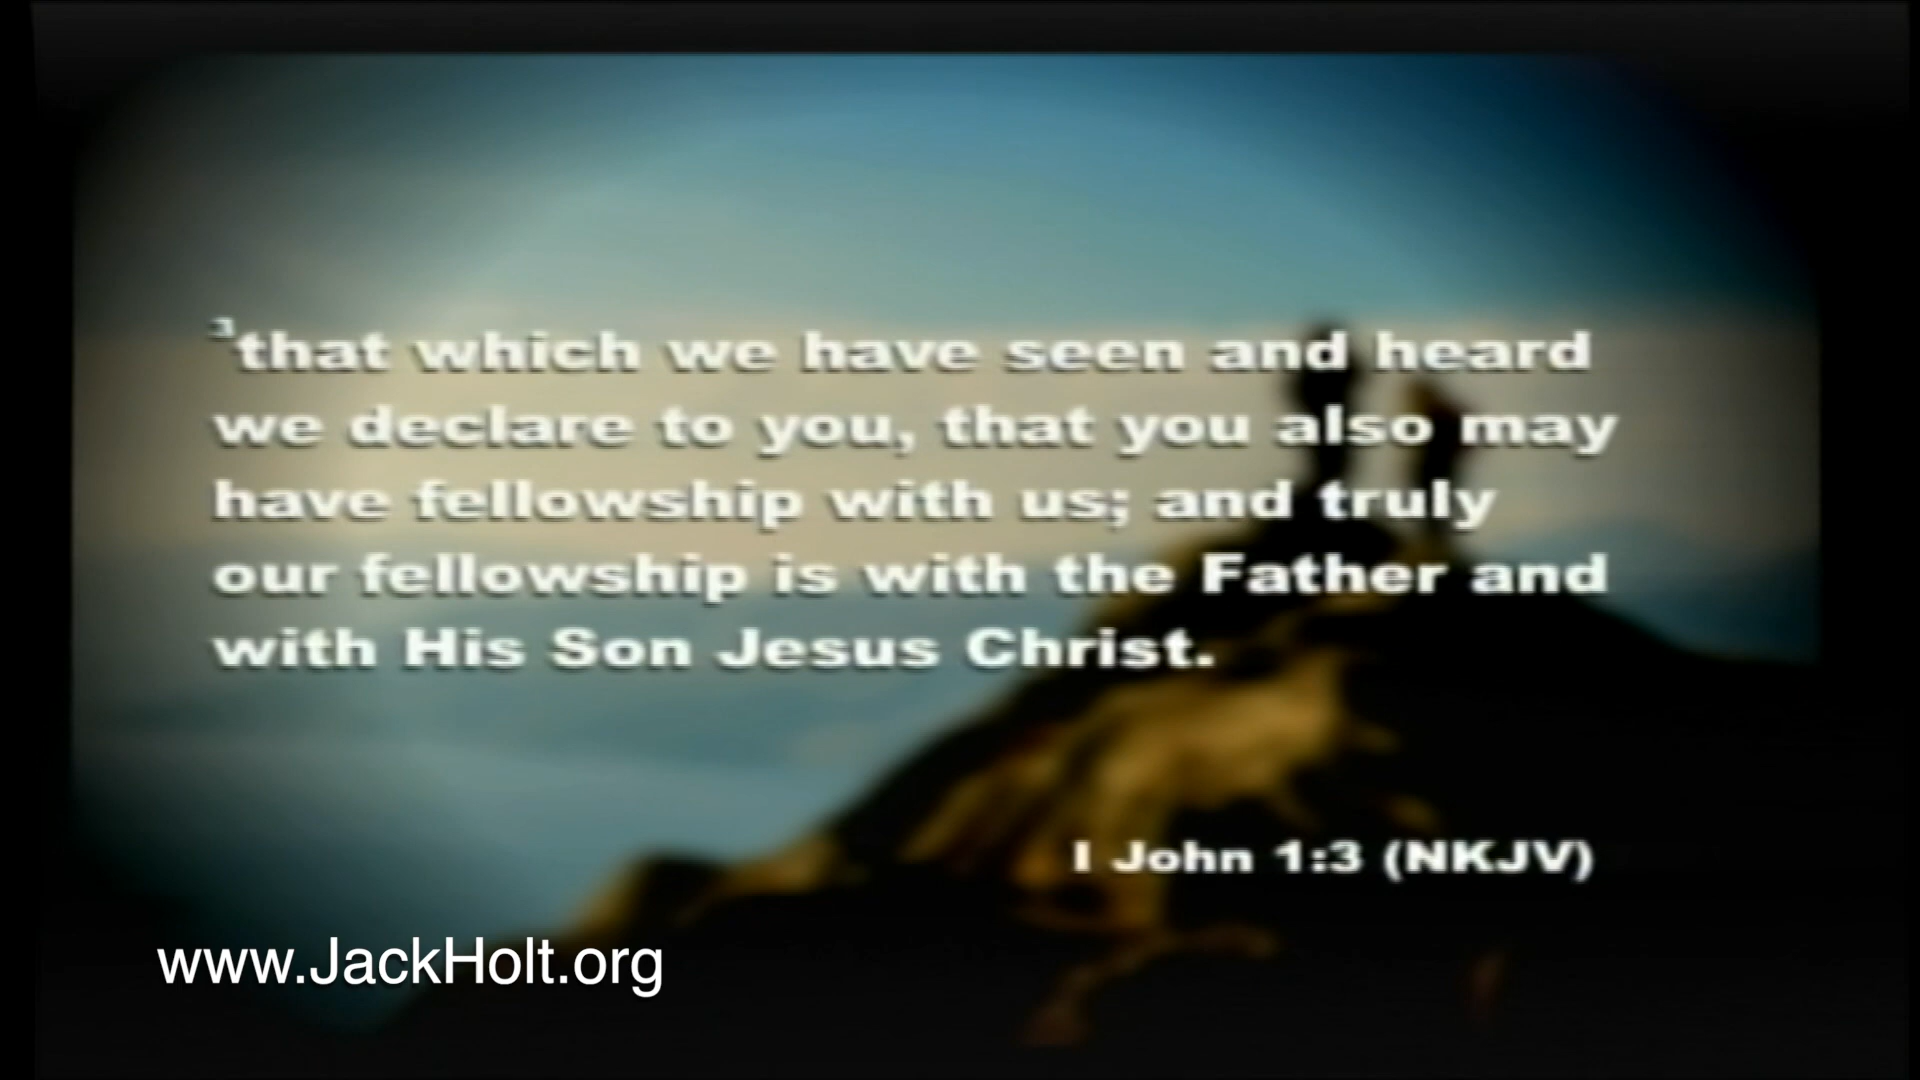 ³that which we have seen and heard
we declare to you, that you also may
have fellowship with us; and truly
our fellowship is with the Father and
with His Son Jesus Christ.
I John 1:3 (NKJV)
www.JackHolt.org